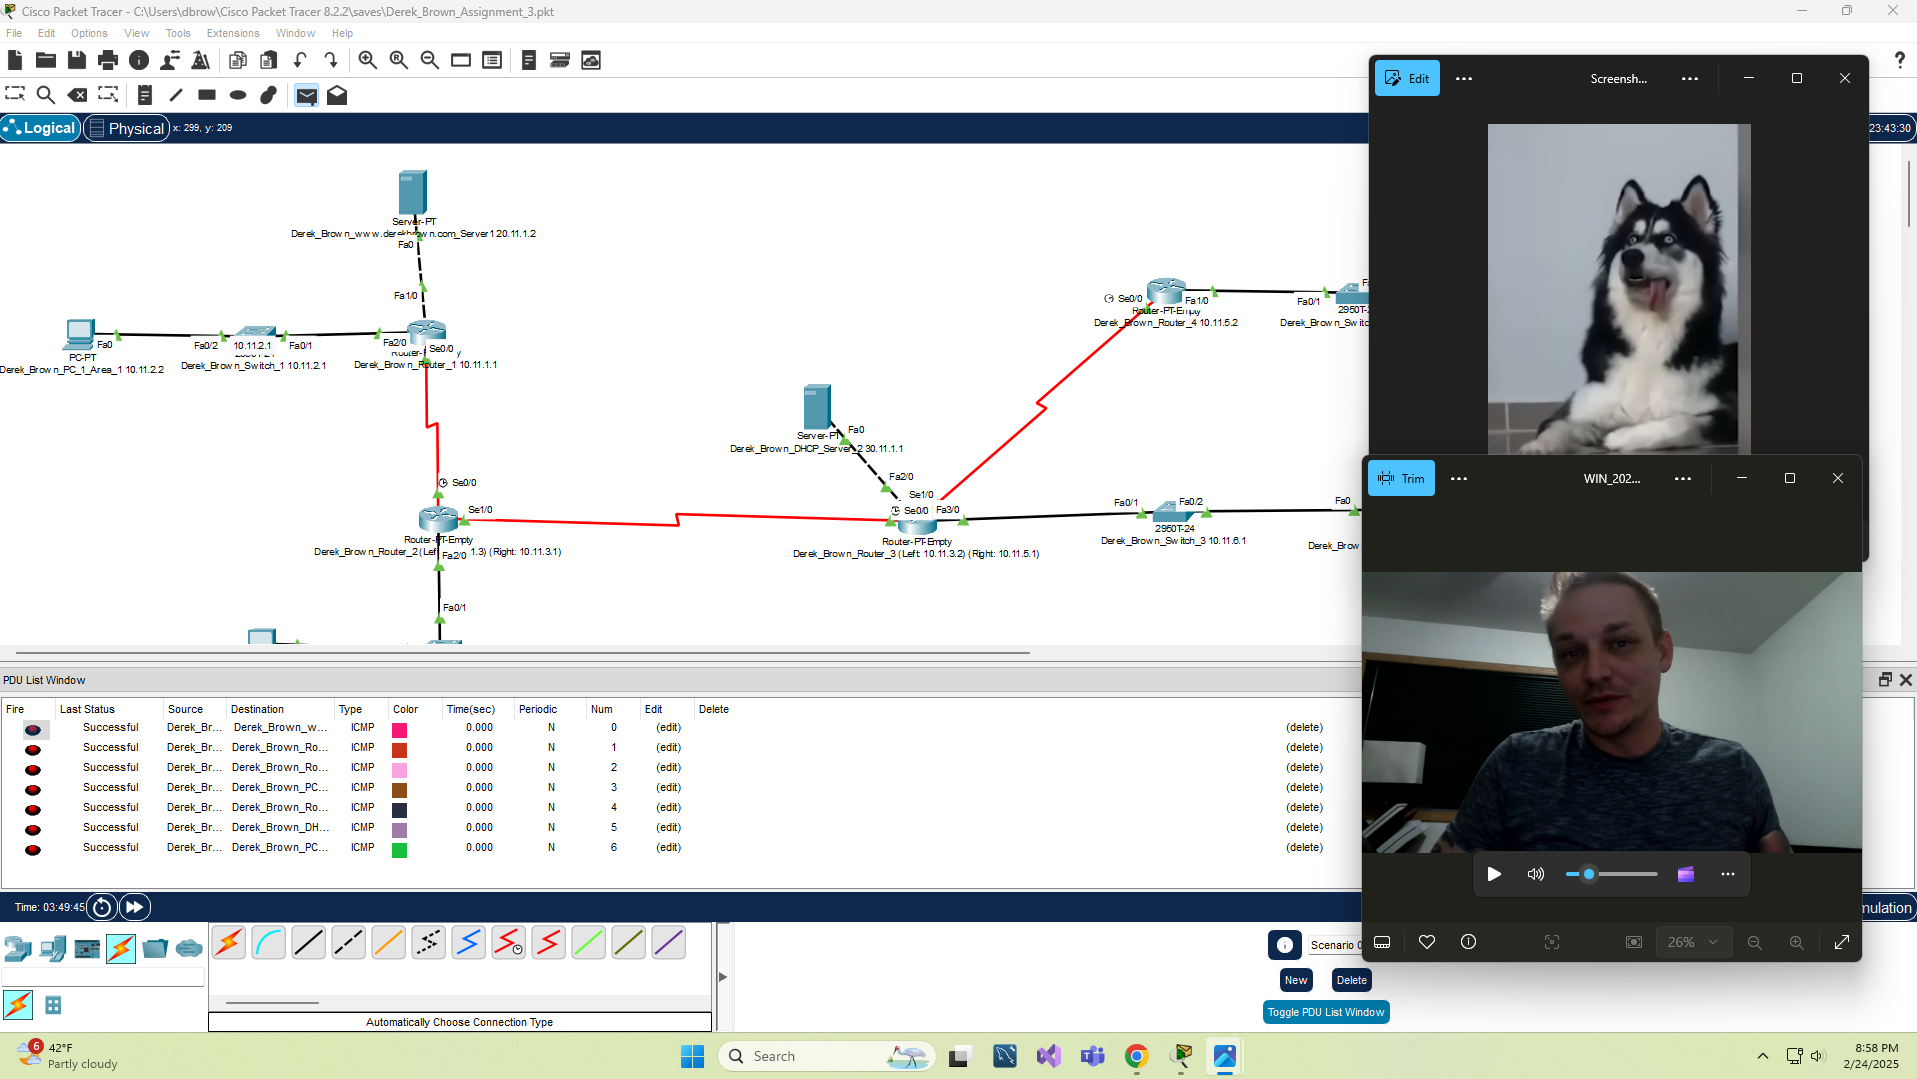 Cisco Packet Tracer - C:\Users\dbrow\Cisco Packet Tracer 8.2.2\saves\Derek_Brown_Assignment_3.pkt
File Edit Options View Tools Extensions Window Help
Logical Physical x: 299, y: 209
23:43:30
Edit Screensh...
Server-PT
Derek_Brown_www.derekbrown.com_Server1 20.11.1.2
Fa0
Fa1/0
Fa0
PC-PT
Derek_Brown_PC_1_Area_1 10.11.2.2
Fa0/2 10.11.2.1 Fa0/1
Derek_Brown_Switch_1 10.11.2.1
Fa2/0
Se0/0
Derek_Brown_Router_1 10.11.1.1
Se0/0 Fa1/0
Router-PT-Empty
Derek_Brown_Router_4 10.11.5.2
Fa0/1
2950T-
Derek_Brown_Switc
Fa0
Server-PT
Derek_Brown_DHCP_Server_2 30.11.1.1
Fa2/0
Se1/0
Se0/0 Fa3/0
Router-PT-Empty
Derek_Brown_Router_3 (Left: 10.11.3.2) (Right: 10.11.5.1)
Se0/0
Se1/0
Router-PT-Empty
Derek_Brown_Router_2 (Lef .1.3) (Right: 10.11.3.1)
Fa2/0
Fa0/1
Fa0/1 Fa0/2
2950T-24
Derek_Brown_Switch_3 10.11.6.1
Fa0
Derek_Brow
Trim WIN_202...
PDU List Window
Fire Last Status Source Destination Type Color Time(sec) Periodic Num Edit Delete
Successful Derek_Br... Derek_Brown_w... ICMP 0.000 N 0 (edit) (delete)
Successful Derek_Br... Derek_Brown_Ro... ICMP 0.000 N 1 (edit) (delete)
Successful Derek_Br... Derek_Brown_Ro... ICMP 0.000 N 2 (edit) (delete)
Successful Derek_Br... Derek_Brown_PC... ICMP 0.000 N 3 (edit) (delete)
Successful Derek_Br... Derek_Brown_Ro... ICMP 0.000 N 4 (edit) (delete)
Successful Derek_Br... Derek_Brown_DH... ICMP 0.000 N 5 (edit) (delete)
Successful Derek_Br... Derek_Brown_PC... ICMP 0.000 N 6 (edit) (delete)
Time: 03:49:45
mulation
Scenario 0
New Delete
Toggle PDU List Window
26%
Automatically Choose Connection Type
6
42°F
Partly cloudy
Search
8:58 PM
2/24/2025